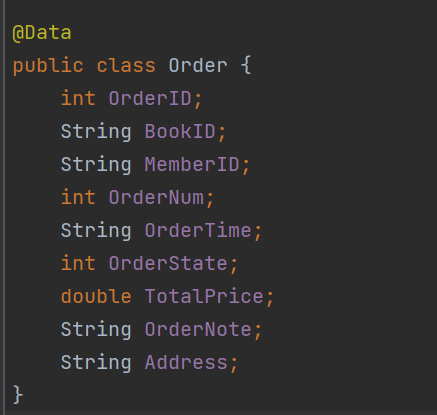 @Data
public class Order {
    int OrderID;
    String BookID;
    String MemberID;
    int OrderNum;
    String OrderTime;
    int OrderState;
    double TotalPrice;
    String OrderNote;
    String Address;
}